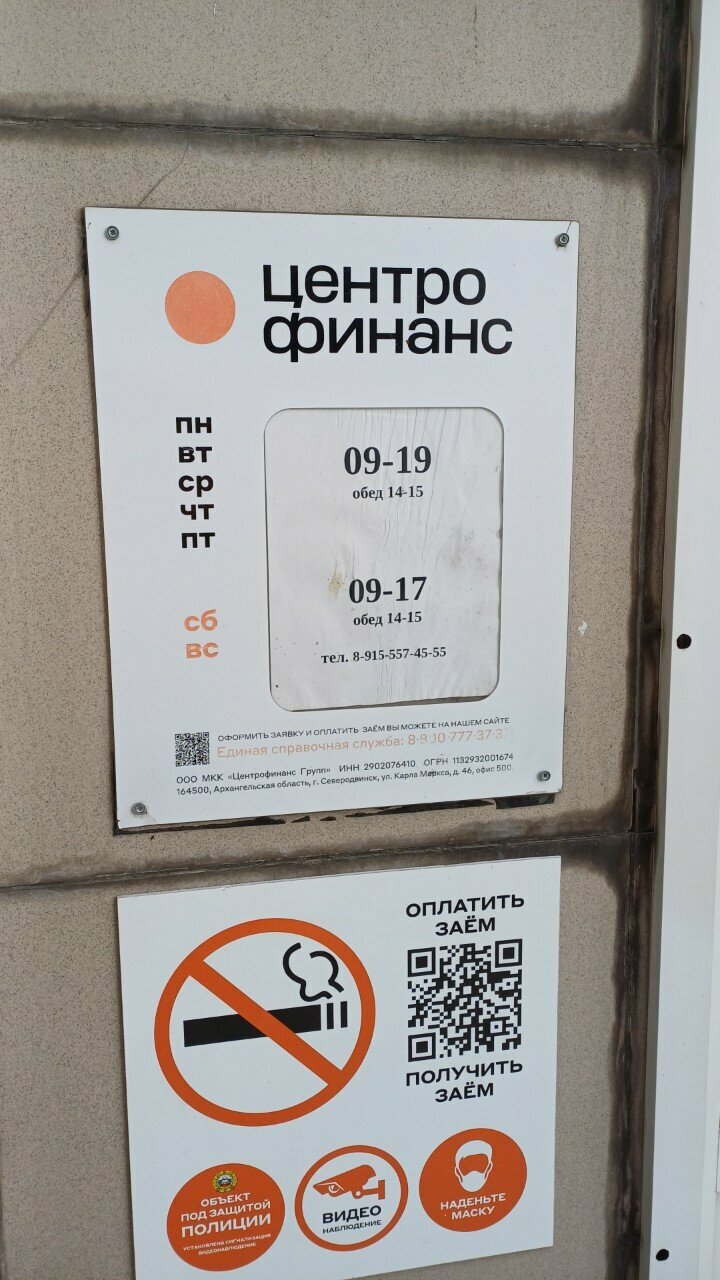 центро
финанс
пн
вт
ср
чт
пт
09-19
обед 14-15
сб
вс
09-17
обед 14-15
тел. 8-915-557-45-55
ОФОРМИТЬ ЗАЯВКУ И ОПЛАТИТЬ ЗАЁМ ВЫ МОЖЕТЕ НА НАШЕМ САЙТЕ
Единая справочная служба:
ООО МКК «Центрофинанс Групп» ИНН 2902076410 ОГРН 1132932001674
164500, Архангельская область, г. Северодвинск, ул. Карла Маркса, д. 46, офис 500.
ОПЛАТИТЬ
ЗАЁМ
ПОЛУЧИТЬ
ЗАЁМ
ОБЪЕКТ
ПОД ЗАЩИТОЙ
ПОЛИЦИИ
УСТАНОВЛЕНА СИГНАЛИЗАЦИЯ
ВИДЕОНАБЛЮДЕНИЕ
ВИДЕО
НАБЛЮДЕНИЕ
НАДЕНЬТЕ
МАСКУ